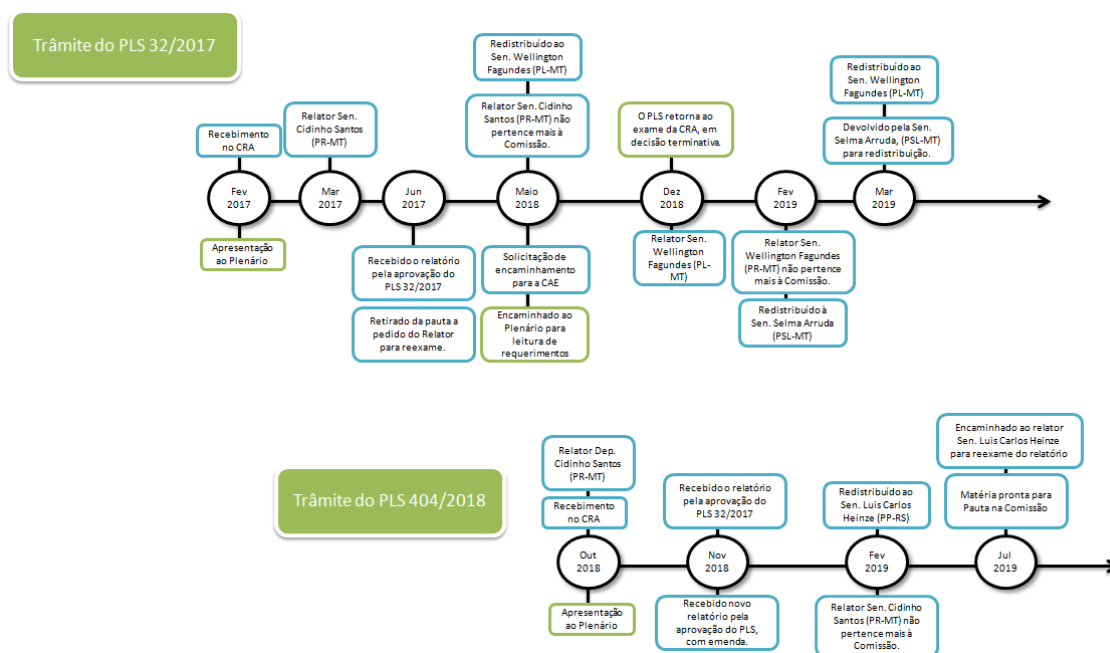 Trâmite do PLS 32/2017
Recebimento
no CRA
Fev
2017
Apresentação
ao Plenário
Relator Sen.
Cidinho Santos
(PR-MT)
Mar
2017
Jun
2017
Recebido o relatório
pela aprovação do
PLS 32/2017
Retirado da pauta a
pedido do Relator
para reexame.
Redistribuído ao
Sen. Wellington
Fagundes (PL-MT)
Relator Sen. Cidinho
Santos (PR-MT) não
pertence mais à
Comissão.
Maio
2018
Solicitação de
encaminhamento
para a CAE
Encaminhado ao
Plenário para
leitura de
requerimentos
O PLS retorna ao
exame da CRA, em
decisão terminativa.
Dez
2018
Relator Sen.
Wellington
Fagundes (PL-
MT)
Fev
2019
Relator Sen.
Wellington Fagundes
(PR-MT) não pertence
mais à Comissão.
Redistribuído à
Sen. Selma Arruda
(PSL-MT)
Redistribuído ao
Sen. Wellington
Fagundes (PL-MT)
Devolvido pela Sen.
Selma Arruda, (PSL-MT)
para redistribuição.
Mar
2019
Trâmite do PLS 404/2018
Relator Dep.
Cidinho Santos
(PR-MT)
Recebimento
no CRA
Out
2018
Apresentação
ao Plenário
Recebido o relatório
pela aprovação do
PLS 32/2017
Nov
2018
Recebido novo
relatório pela
aprovação do PLS,
com emenda.
Redistribuído ao
Sen. Luis Carlos
Heinze (PP-RS)
Fev
2019
Relator Sen. Cidinho
Santos (PR-MT) não
pertence mais à
Comissão.
Encaminhado ao relator
Sen. Luis Carlos Heinze
para reexame do relatório
Matéria pronta para
Pauta na Comissão
Jul
2019